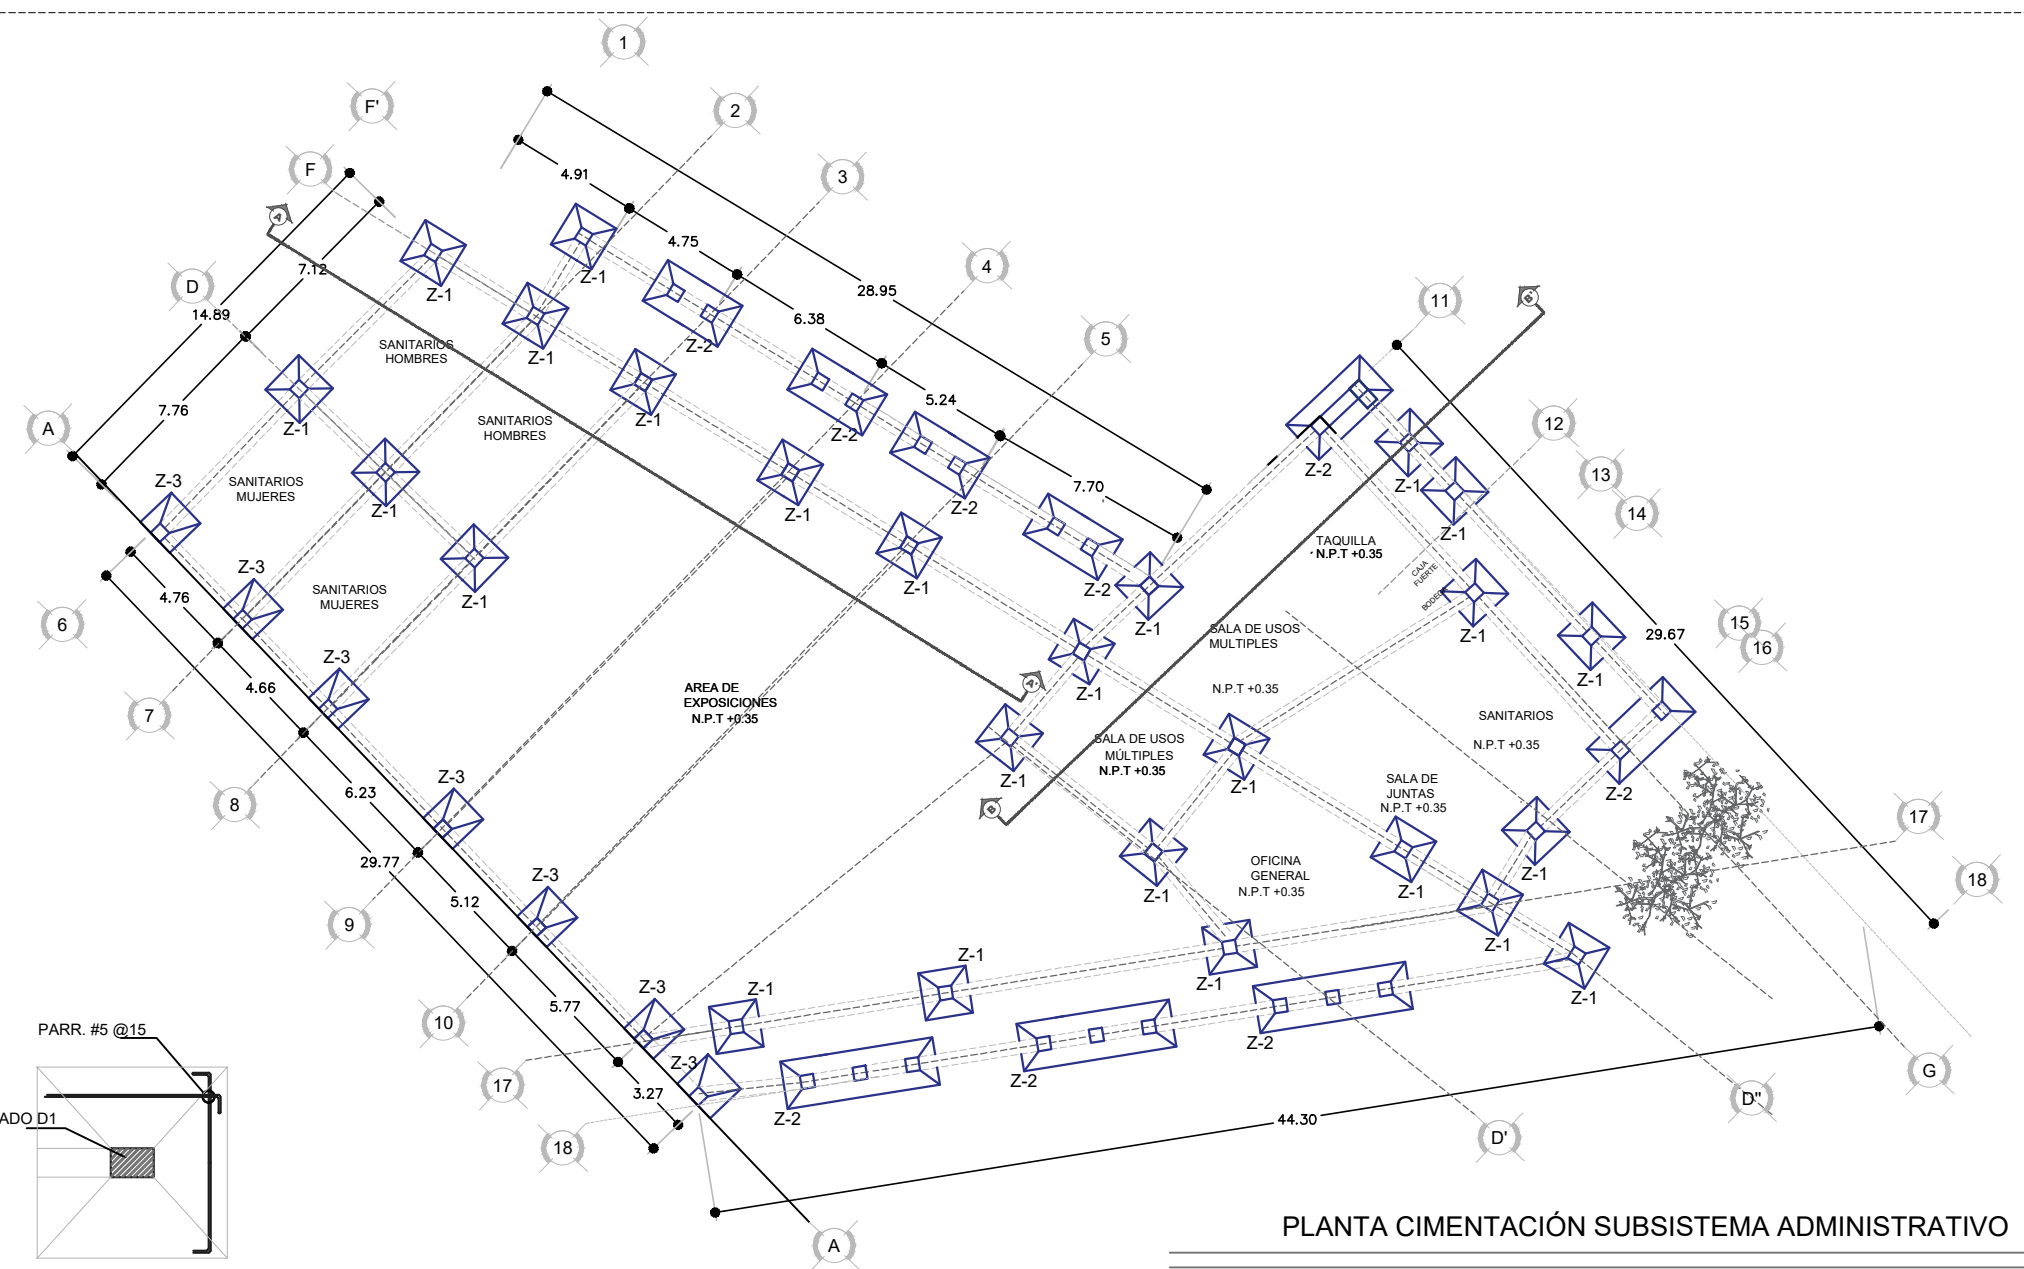 1
F'
2
F
3
4.91
A
4.75
7.12
4
28.95
Z-1
Z-1
D
14.89
6.38
11
B'
5
SANITARIOS
HOMBRES
Z-1
Z-2
5.24
7.76
SANITARIOS
HOMBRES
Z-1
Z-1
Z-2
12
A
Z-2
Z-1
13
Z-3
SANITARIOS
MUJERES
Z-1
Z-1
Z-2
7.70
14
Z-1
TAQUILLA
N.P.T +0.35
CAJA
FUERTE
BODEGA
Z-3
4.76
SANITARIOS
MUJERES
Z-1
Z-1
Z-2
Z-1
SALA DE USOS
MULTIPLES
Z-1
15
16
29.67
6
Z-3
4.66
AREA DE
EXPOSICIONES
N.P.T +0.35
A'
Z-1
N.P.T +0.35
Z-1
7
SALA DE USOS
MÚLTIPLES
N.P.T +0.35
SANITARIOS
N.P.T +0.35
Z-3
Z-1
Z-1
SALA DE
JUNTAS
N.P.T +0.35
Z-2
8
6.23
B
17
29.77
Z-3
OFICINA
GENERAL
N.P.T +0.35
Z-1
Z-1
Z-1
18
5.12
9
Z-1
Z-1
Z-3
Z-1
Z-1
Z-1
10
5.77
PARR. #5 @15
Z-2
Z-3
Z-2
17
3.27
G
ADO D1
Z-2
44.30
D"
18
D'
A
PLANTA CIMENTACIÓN SUBSISTEMA ADMINISTRATIVO